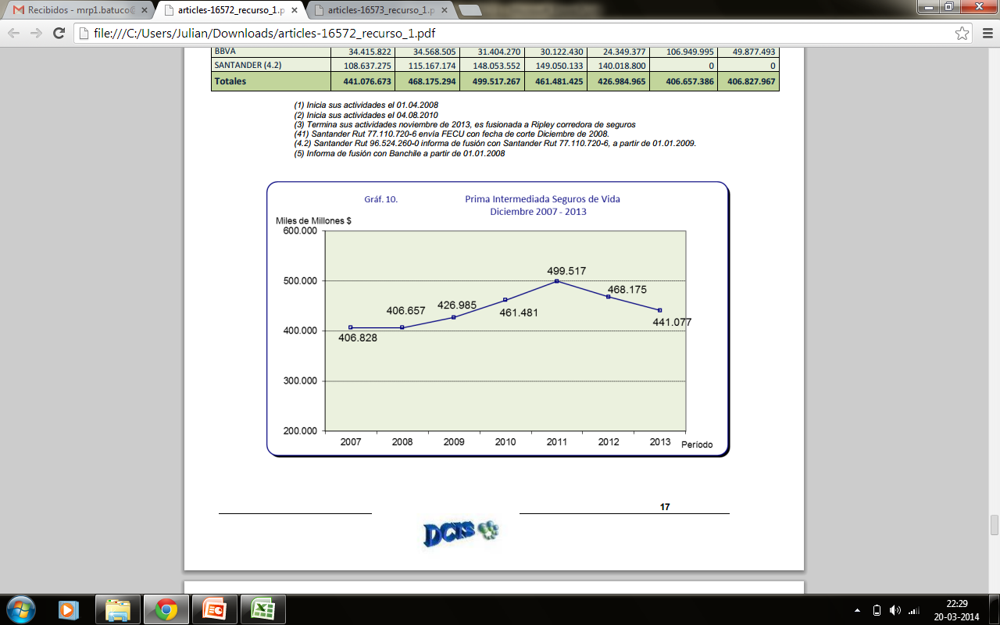 Recibidos - mrp1.batuco@
articles-16572_recurso_1.p
articles-16573_recurso_1.p
file:///C:/Users/Julian/Downloads/articles-16572_recurso_1.pdf
BBVA 34.415.822 34.568.505 31.404.270 30.122.430 24.349.377 106.949.995 49.877.493
SANTANDER (4.2) 108.637.275 115.167.174 148.053.552 149.050.133 140.018.800 0 0
Totales 441.076.673 468.175.294 499.517.267 461.481.425 426.984.965 406.657.386 406.827.967
(1) Inicia sus actividades el 01.04.2008
(2) Inicia sus actividades el 04.08.2010
(3) Termina sus actividades noviembre de 2013, es fusionada a Ripley corredora de seguros
(41) Santander Rut 77.110.720-6 envía FECU con fecha de corte Diciembre de 2008.
(4.2) Santander Rut 96.524.260-0 informa de fusión con Santander Rut 77.110.720-6, a partir de 01.01.2009.
(5) Informa de fusión con Banchile a partir de 01.01.2008
Gráf. 10. Prima Intermediada Seguros de Vida
Diciembre 2007 - 2013
Miles de Millones $
600.000
500.000
400.000
300.000
200.000
406.828
406.657
426.985
461.481
499.517
468.175
441.077
2007 2008 2009 2010 2011 2012 2013 Período
17
DCIS
22:29
20-03-2014